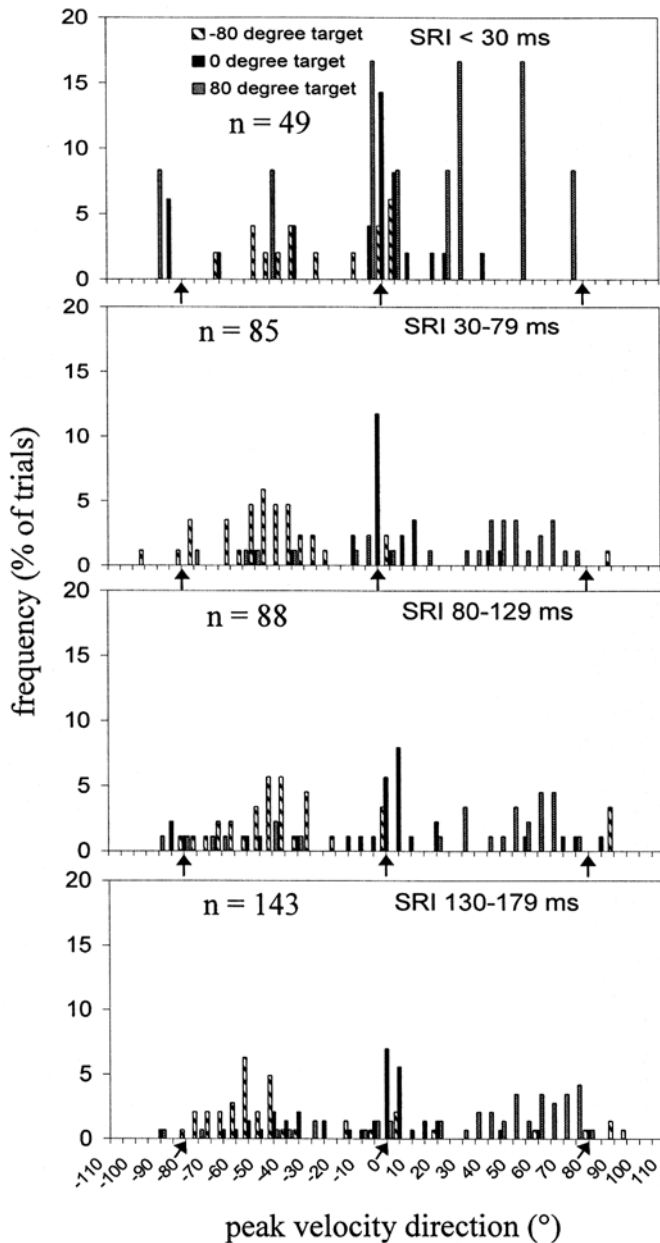 20
-80 degree target
SRI < 30 ms
0 degree target
80 degree target
15
n = 49
10
5
0
20
n = 85
SRI 30-79 ms
15
10
5
0
frequency (% of trials)
20
n = 88
SRI 80-129 ms
15
10
5
0
20
n = 143
SRI 130-179 ms
15
10
5
0
-110 -100 -90 -80 -70 -60 -50 -40 -30 -20 -10 0 10 20 30 40 50 60 70 80 90 100 110
peak velocity direction (°)